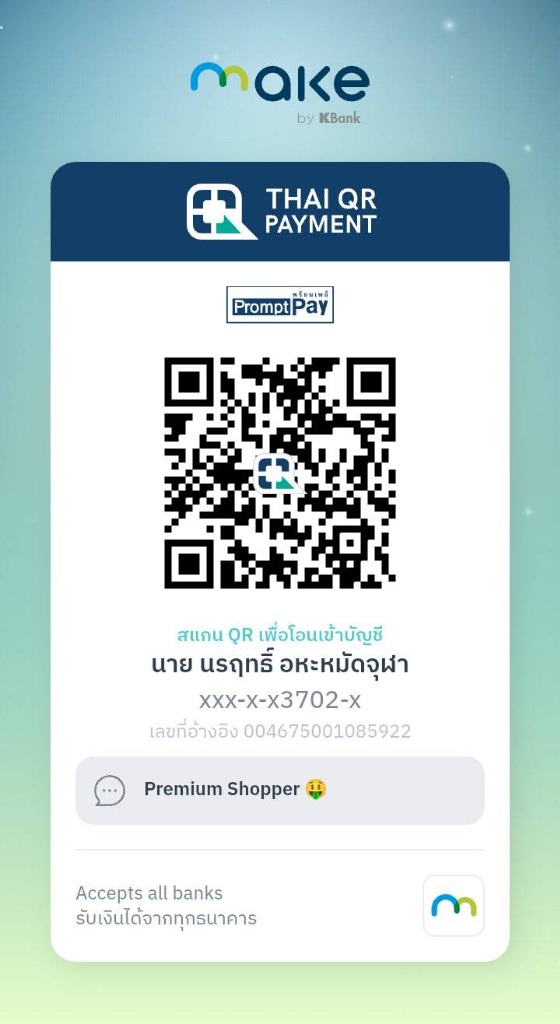 make
by KBank
THAI QR
PAYMENT
พร้อมเพย์
PromptPay
สแกน QR เพื่อโอนเข้าบัญชี
นาย นรฤทธิ์ อหะหมัดจุฬา
xxx-x-x3702-x
เลขที่อ้างอิง 004675001085922
Premium Shopper 🤑
Accepts all banks
รับเงินได้จากทุกธนาคาร